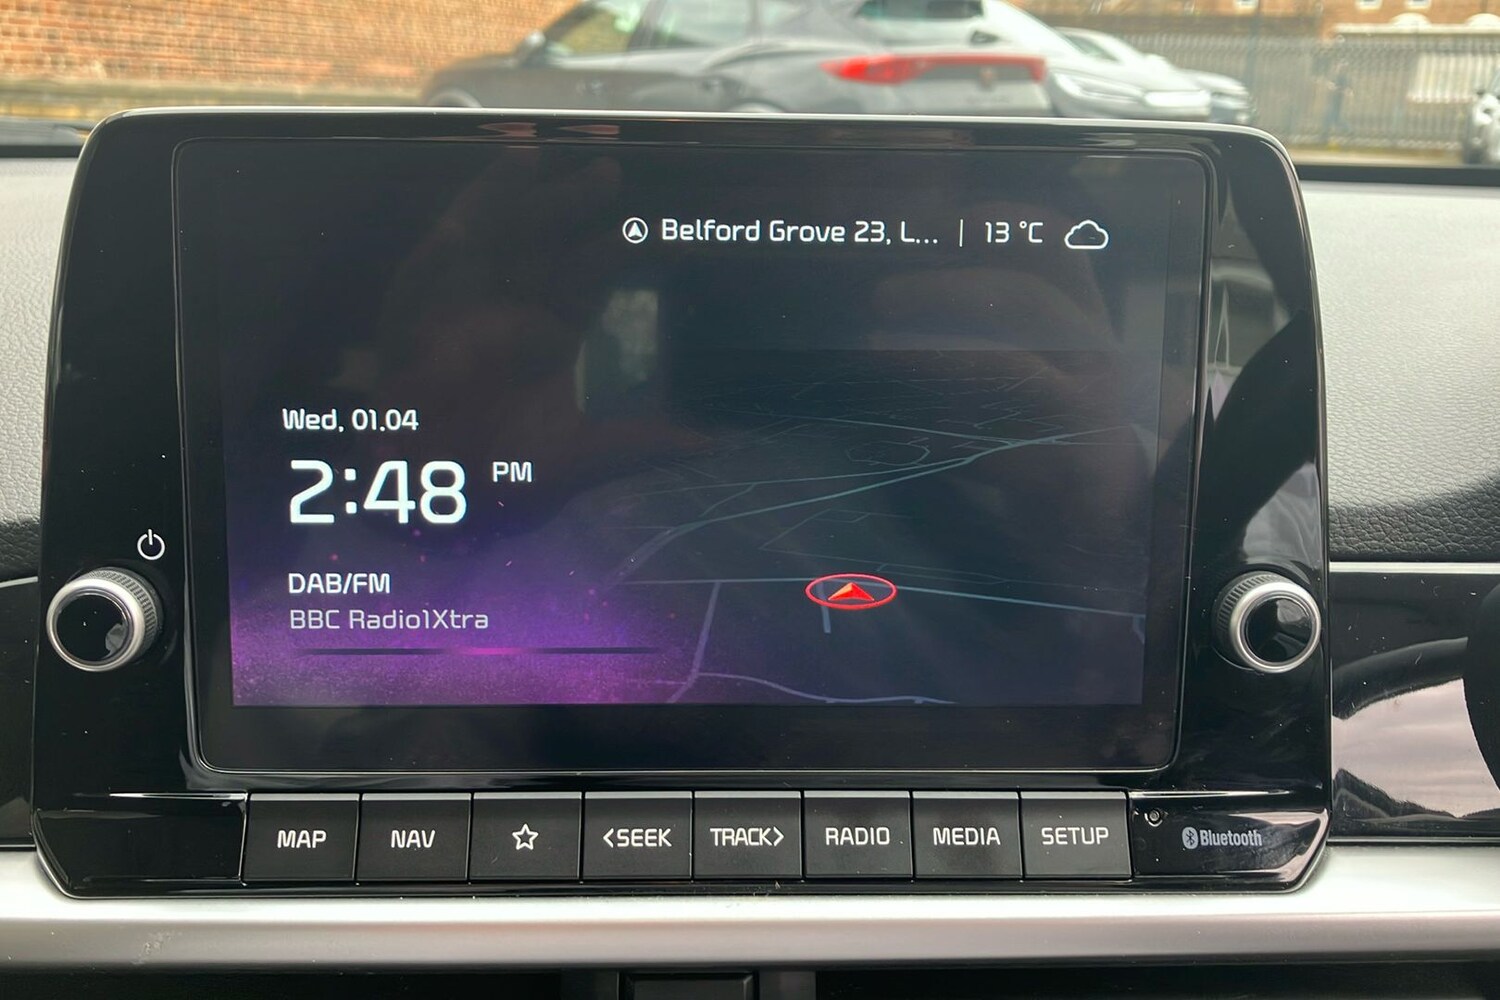 Belford Grove 23, L... | 13 °C
Wed, 01.04
2:48 PM
DAB/FM
BBC Radio1Xtra
MAP
NAV
<SEEK
TRACK>
RADIO
MEDIA
SETUP
Bluetooth